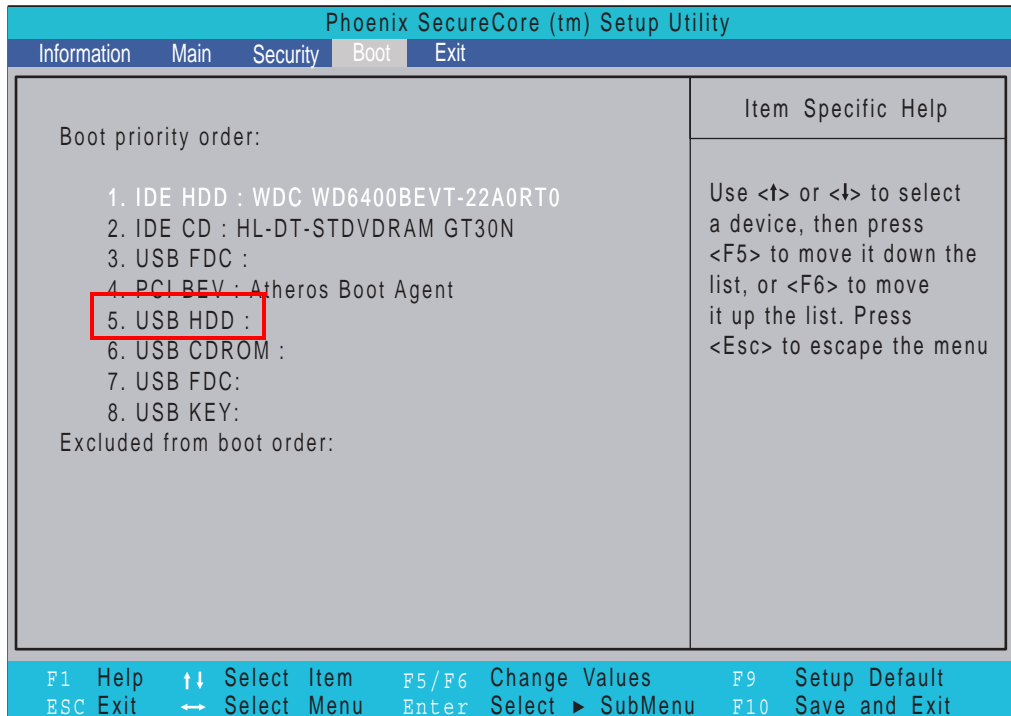 Phoenix SecureCore (tm) Setup Utility
Information Main Security Boot Exit
Boot priority order:
1. IDE HDD : WDC WD6400BEVT-22A0RT0
2. IDE CD : HL-DT-STDVDRAM GT30N
3. USB FDC :
4. PCI BEV : Atheros Boot Agent
5. USB HDD :
6. USB CDROM :
7. USB FDC:
8. USB KEY:
Excluded from boot order:
Item Specific Help
Use <↑> or <↓> to select
a device, then press
<F5> to move it down the
list, or <F6> to move
it up the list. Press
<Esc> to escape the menu
F1 Help ↑↓ Select Item F5/F6 Change Values F9 Setup Default
ESC Exit ↔ Select Menu Enter Select ► SubMenu F10 Save and Exit